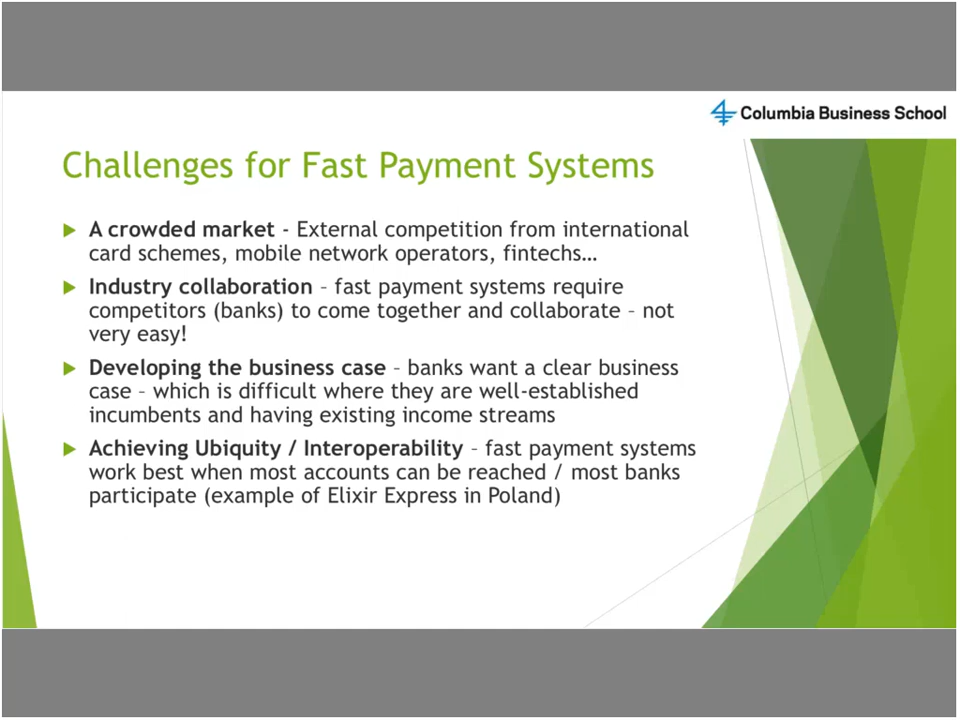 Columbia Business School
Challenges for Fast Payment Systems
A crowded market - External competition from international
card schemes, mobile network operators, fintechs…
Industry collaboration – fast payment systems require
competitors (banks) to come together and collaborate – not
very easy!
Developing the business case – banks want a clear business
case – which is difficult where they are well-established
incumbents and having existing income streams
Achieving Ubiquity / Interoperability – fast payment systems
work best when most accounts can be reached / most banks
participate (example of Elixir Express in Poland)